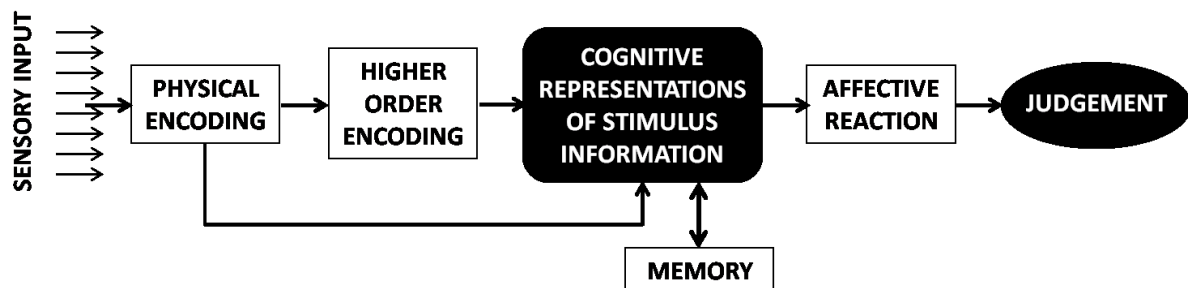 SENSORY INPUT
PHYSICAL
ENCODING
HIGHER
ORDER
ENCODING
COGNITIVE
REPRESENTATIONS
OF STIMULUS
INFORMATION
AFFECTIVE
REACTION
JUDGEMENT
MEMORY